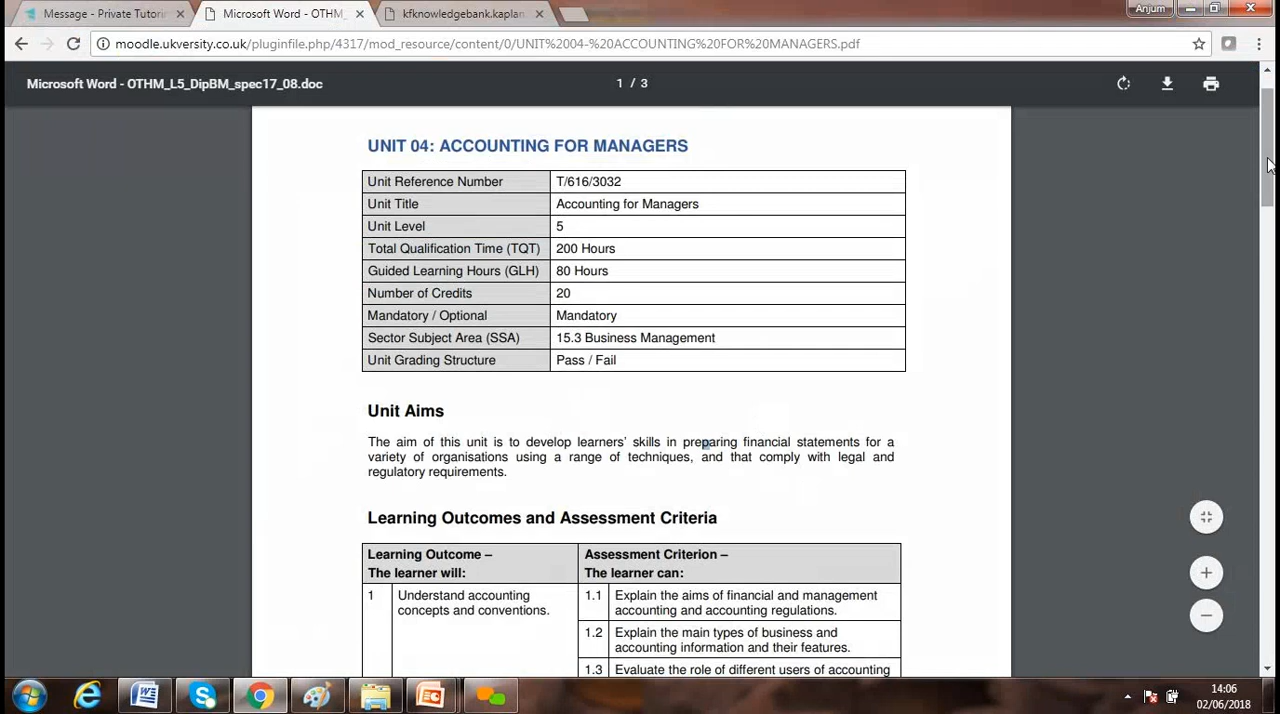 Message - Private Tutorin
Microsoft Word - OTHM_
kfknowledgebank.kaplan
Anjum
moodle.ukversity.co.uk/pluginfile.php/4317/mod_resource/content/0/UNIT%2004-%20ACCOUNTING%20FOR%20MANAGERS.pdf
Microsoft Word - OTHM_L5_DipBM_spec17_08.doc
1 / 3
UNIT 04: ACCOUNTING FOR MANAGERS
Unit Reference Number T/616/3032
Unit Title Accounting for Managers
Unit Level 5
Total Qualification Time (TQT) 200 Hours
Guided Learning Hours (GLH) 80 Hours
Number of Credits 20
Mandatory / Optional Mandatory
Sector Subject Area (SSA) 15.3 Business Management
Unit Grading Structure Pass / Fail
Unit Aims
The aim of this unit is to develop learners' skills in preparing financial statements for a
variety of organisations using a range of techniques, and that comply with legal and
regulatory requirements.
Learning Outcomes and Assessment Criteria
Learning Outcome –
The learner will:
Assessment Criterion –
The learner can:
1 Understand accounting
concepts and conventions.
1.1 Explain the aims of financial and management
accounting and accounting regulations.
1.2 Explain the main types of business and
accounting information and their features.
1.3 Evaluate the role of different users of accounting
14:06
02/06/2018